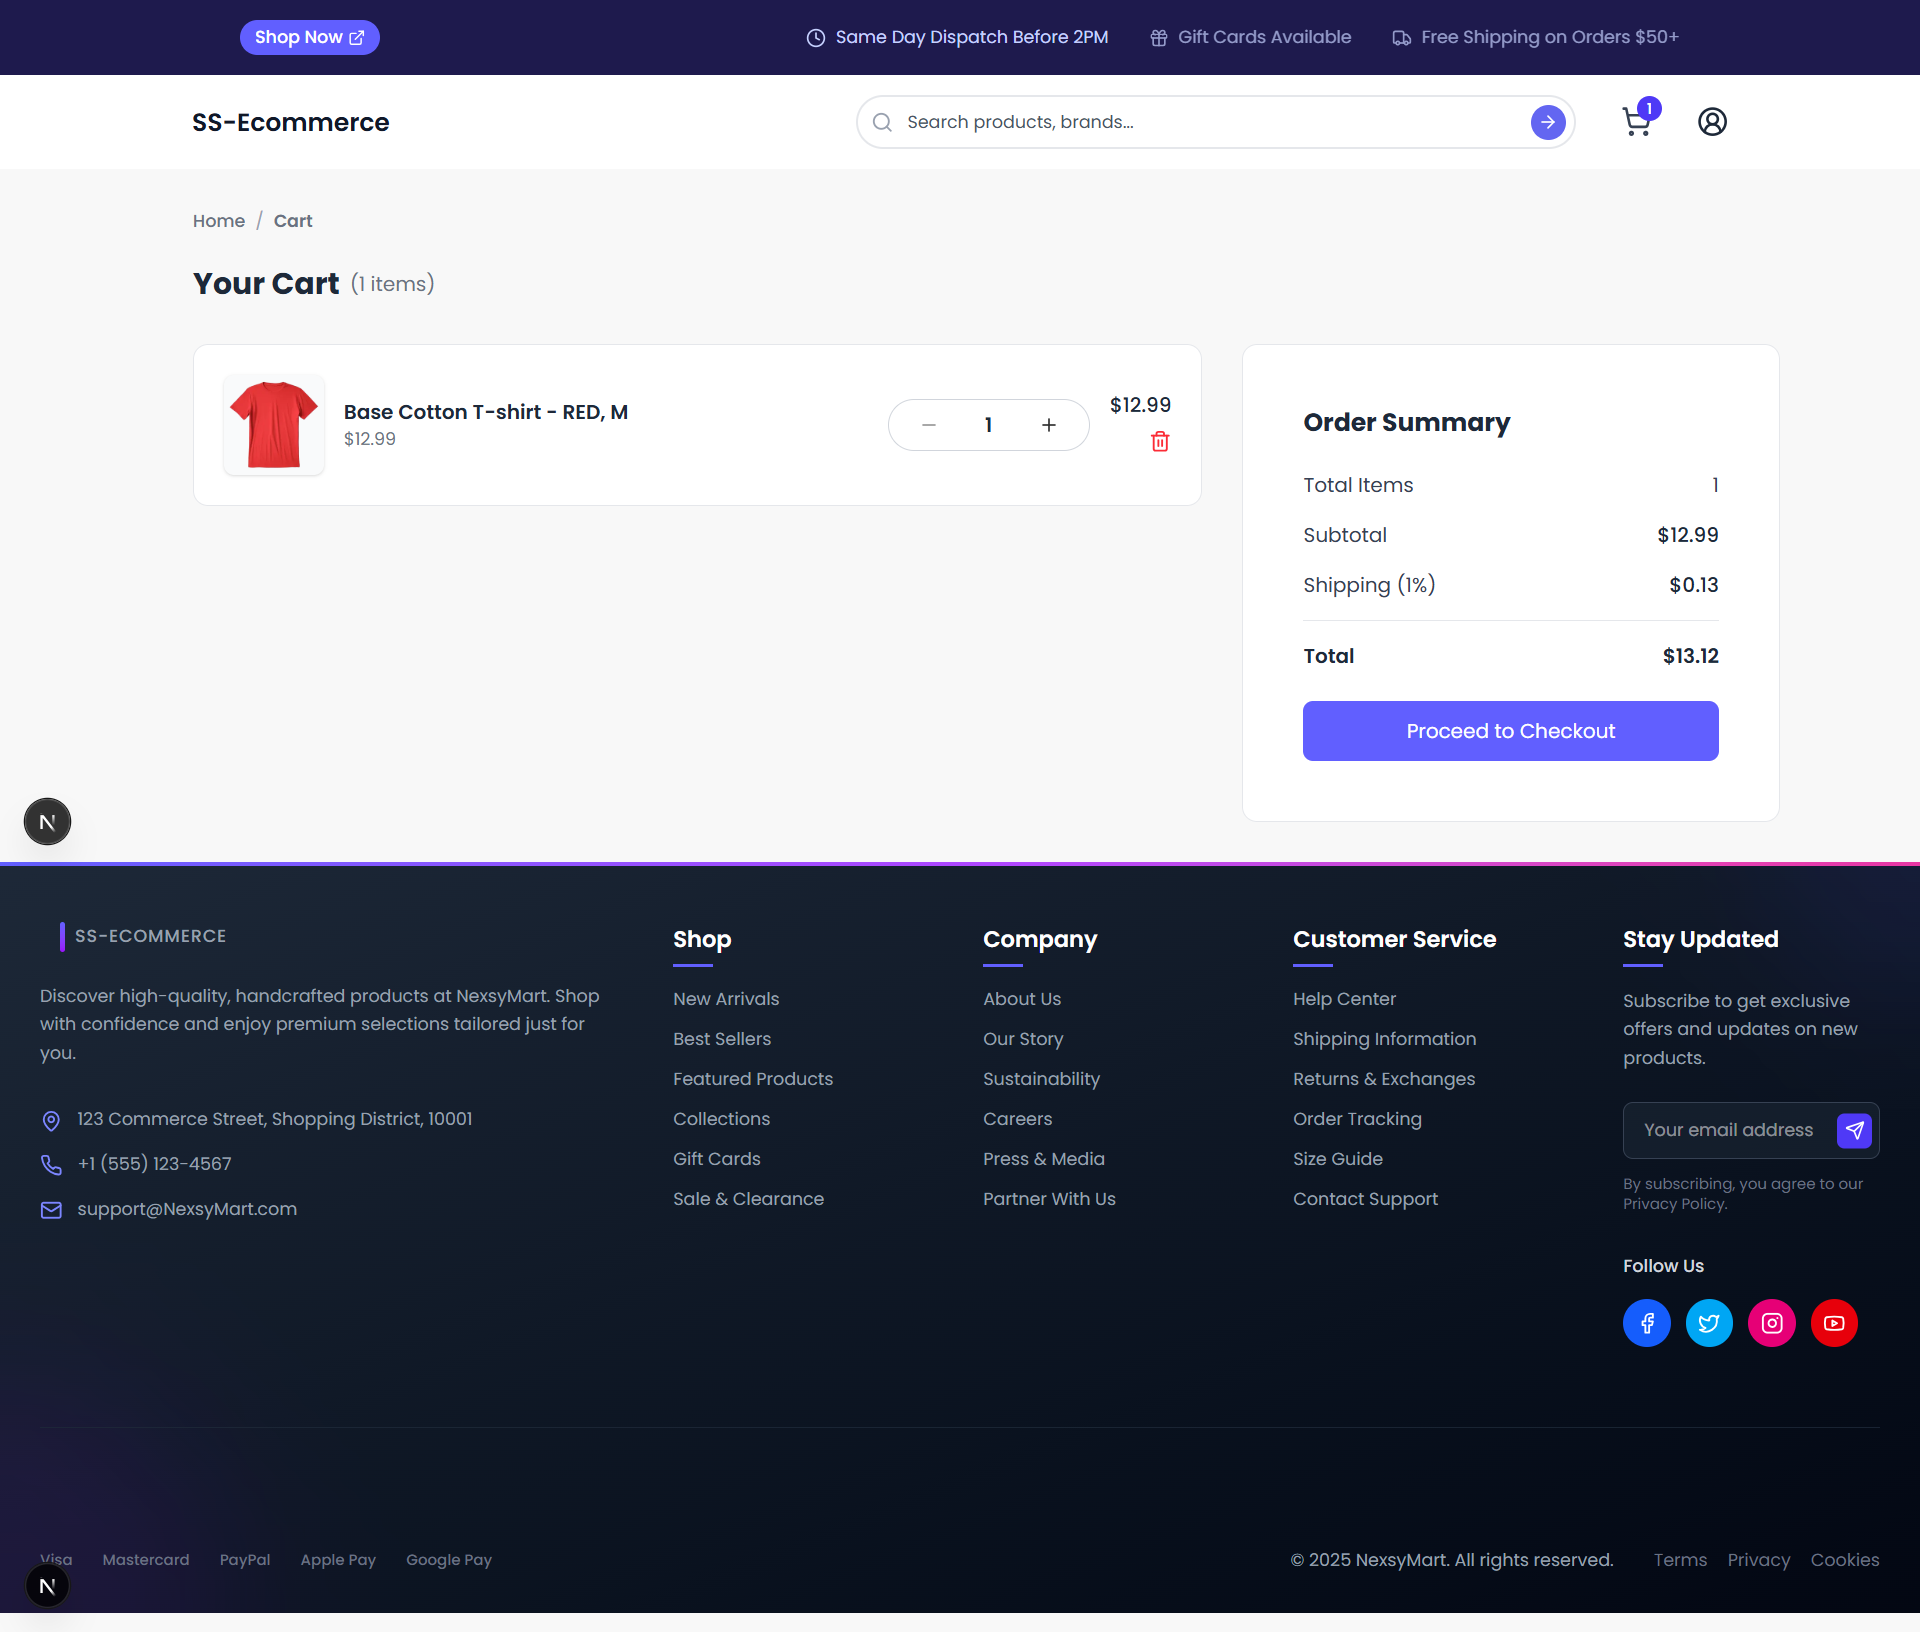 Shop Now
Same Day Dispatch Before 2PM
Gift Cards Available
Free Shipping on Orders $50+
SS-Ecommerce
Search products, brands...
1
Home / Cart
Your Cart (1 items)
Base Cotton T-shirt - RED, M
$12.99
1
$12.99
Order Summary
Total Items 1
Subtotal $12.99
Shipping (1%) $0.13
Total $13.12
Proceed to Checkout
N
SS-ECOMMERCE
Discover high-quality, handcrafted products at NexsyMart. Shop
with confidence and enjoy premium selections tailored just for
you.
123 Commerce Street, Shopping District, 10001
+1 (555) 123-4567
support@NexsyMart.com
Shop
New Arrivals
Best Sellers
Featured Products
Collections
Gift Cards
Sale & Clearance
Company
About Us
Our Story
Sustainability
Careers
Press & Media
Partner With Us
Customer Service
Help Center
Shipping Information
Returns & Exchanges
Order Tracking
Size Guide
Contact Support
Stay Updated
Subscribe to get exclusive
offers and updates on new
products.
Your email address
By subscribing, you agree to our
Privacy Policy.
Follow Us
Visa Mastercard PayPal Apple Pay Google Pay
© 2025 NexsyMart. All rights reserved.
Terms Privacy Cookies
N